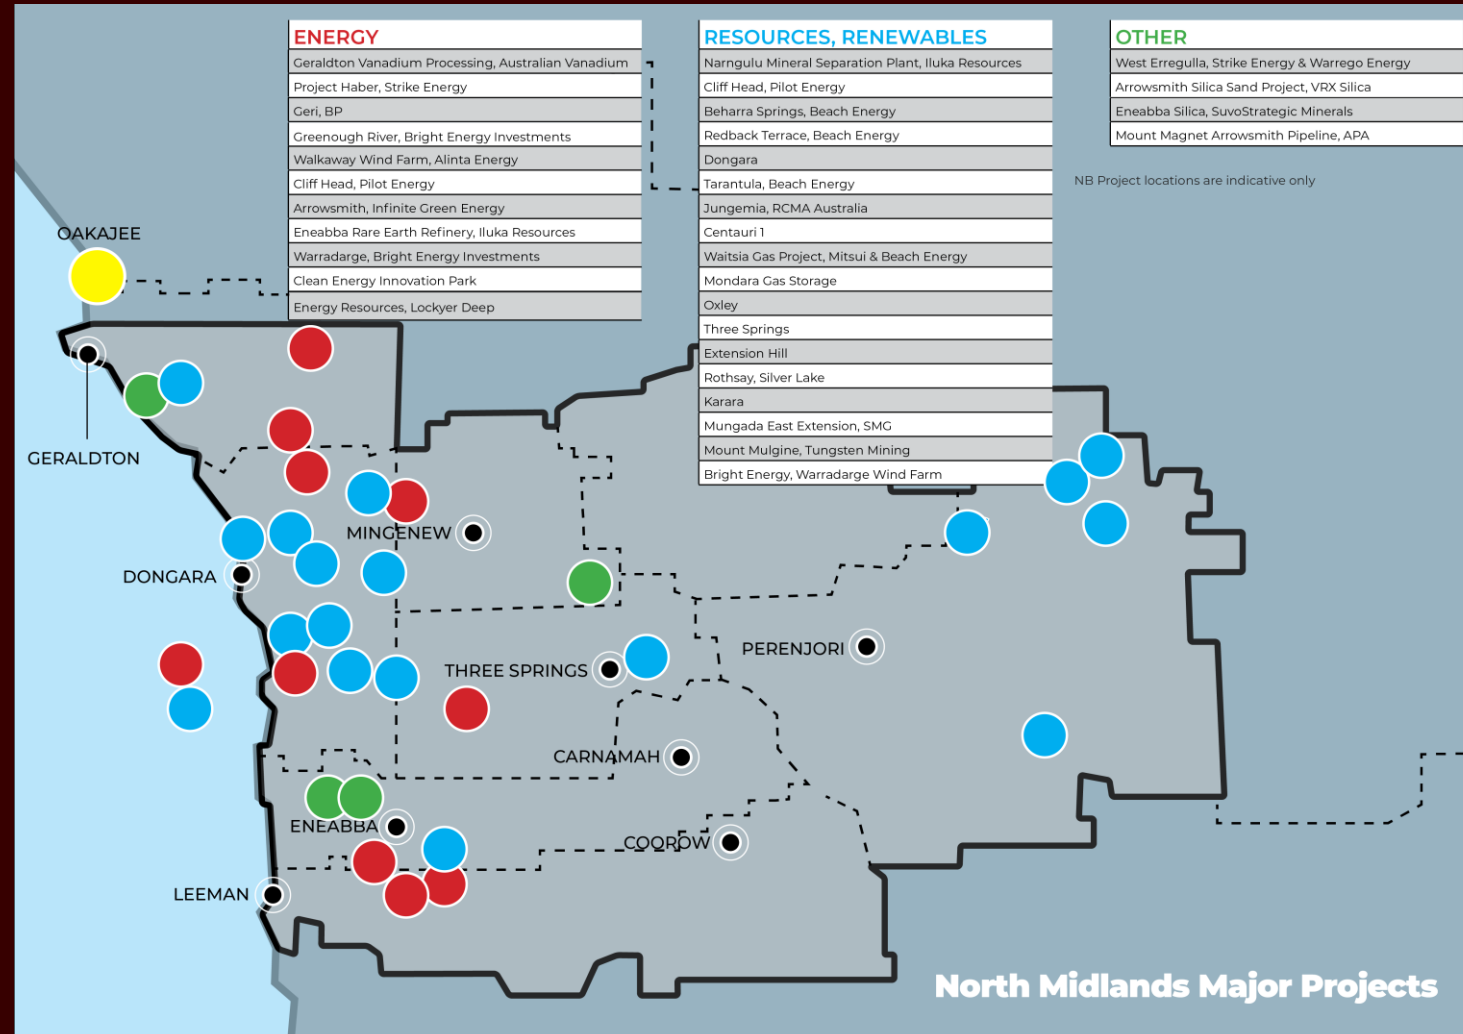 ENERGY
Geraldton Vanadium Processing, Australian Vanadium
Project Haber, Strike Energy
Geri, BP
Greenough River, Bright Energy Investments
Walkaway Wind Farm, Alinta Energy
Cliff Head, Pilot Energy
Arrowsmith, Infinite Green Energy
Eneabba Rare Earth Refinery, Iluka Resources
Warradarge, Bright Energy Investments
Clean Energy Innovation Park
Energy Resources, Lockyer Deep
RESOURCES, RENEWABLES
Narngulu Mineral Separation Plant, Iluka Resources
Cliff Head, Pilot Energy
Beharra Springs, Beach Energy
Redback Terrace, Beach Energy
Dongara
Tarantula, Beach Energy
Jungemia, RCMA Australia
Centauri 1
Waitsia Gas Project, Mitsui & Beach Energy
Mondara Gas Storage
Oxley
Three Springs
Extension Hill
Rothsay, Silver Lake
Karara
Mungada East Extension, SMG
Mount Mulgine, Tungsten Mining
Bright Energy, Warradarge Wind Farm
OTHER
West Erregulla, Strike Energy & Warrego Energy
Arrowsmith Silica Sand Project, VRX Silica
Eneabba Silica, SuvoStrategic Minerals
Mount Magnet Arrowsmith Pipeline, APA
NB Project locations are indicative only
OAKAJEE
GERALDTON
MINGENEW
DONGARA
THREE SPRINGS
PERENJORI
CARNAMAH
ENEABBA
COOROW
LEEMAN
North Midlands Major Projects